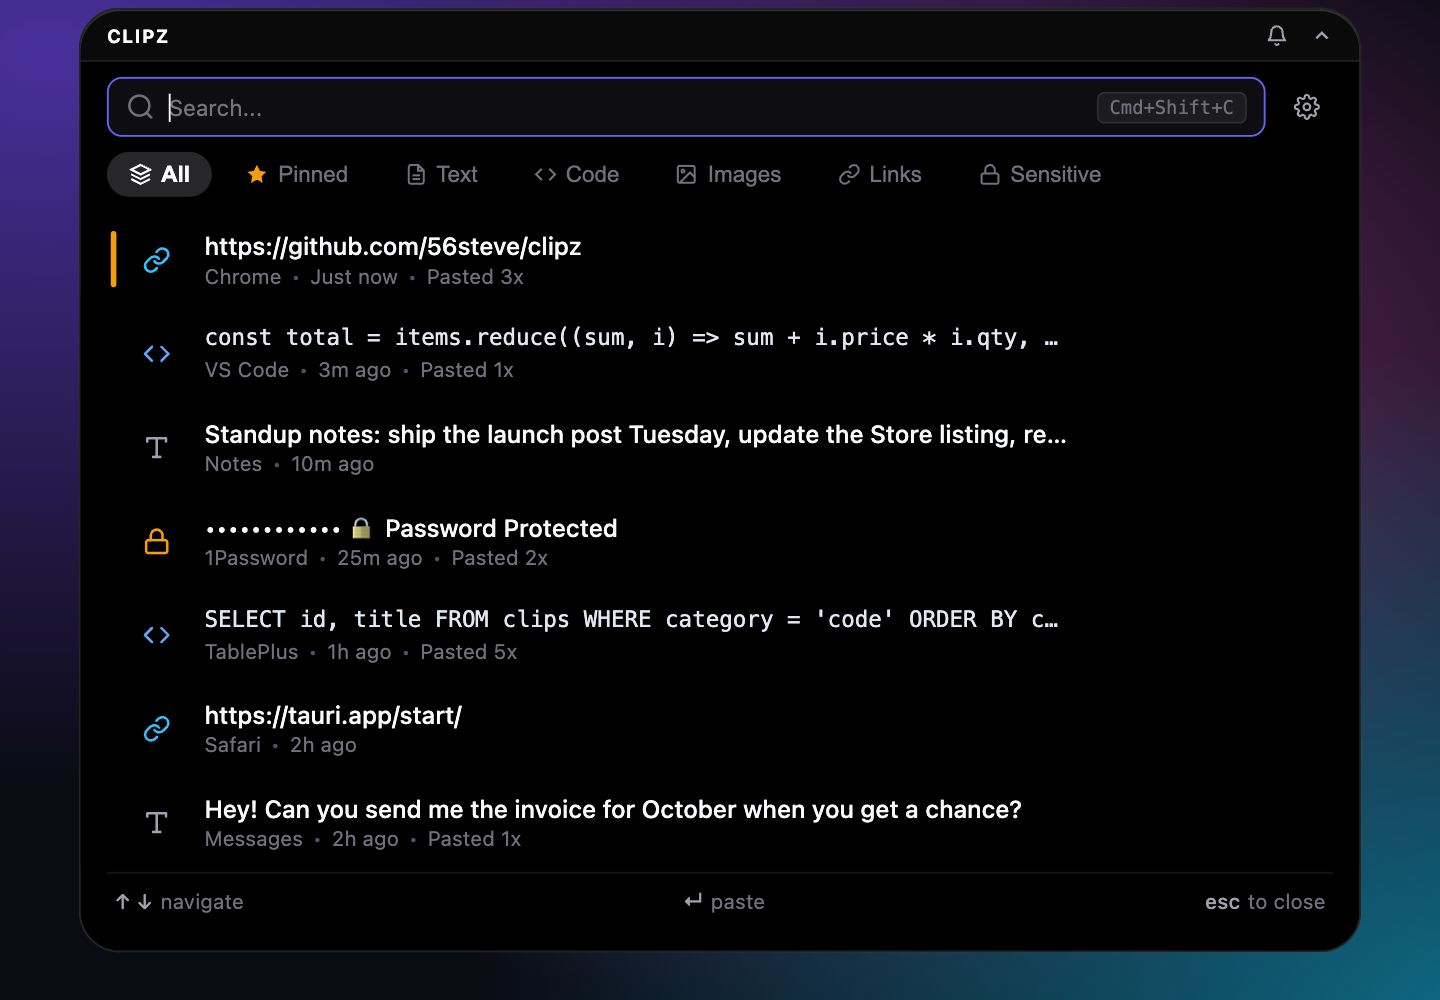 CLIPZ
Search...
Cmd+Shift+C
All Pinned Text Code Images Links Sensitive
https://github.com/56steve/clipz
Chrome • Just now • Pasted 3x
const total = items.reduce((sum, i) => sum + i.price * i.qty, …
VS Code • 3m ago • Pasted 1x
Standup notes: ship the launch post Tuesday, update the Store listing, re...
Notes • 10m ago
•••••••••••• 🔒 Password Protected
1Password • 25m ago • Pasted 2x
SELECT id, title FROM clips WHERE category = 'code' ORDER BY c…
TablePlus • 1h ago • Pasted 5x
https://tauri.app/start/
Safari • 2h ago
Hey! Can you send me the invoice for October when you get a chance?
Messages • 2h ago • Pasted 1x
↑ ↓ navigate
↵ paste
esc to close